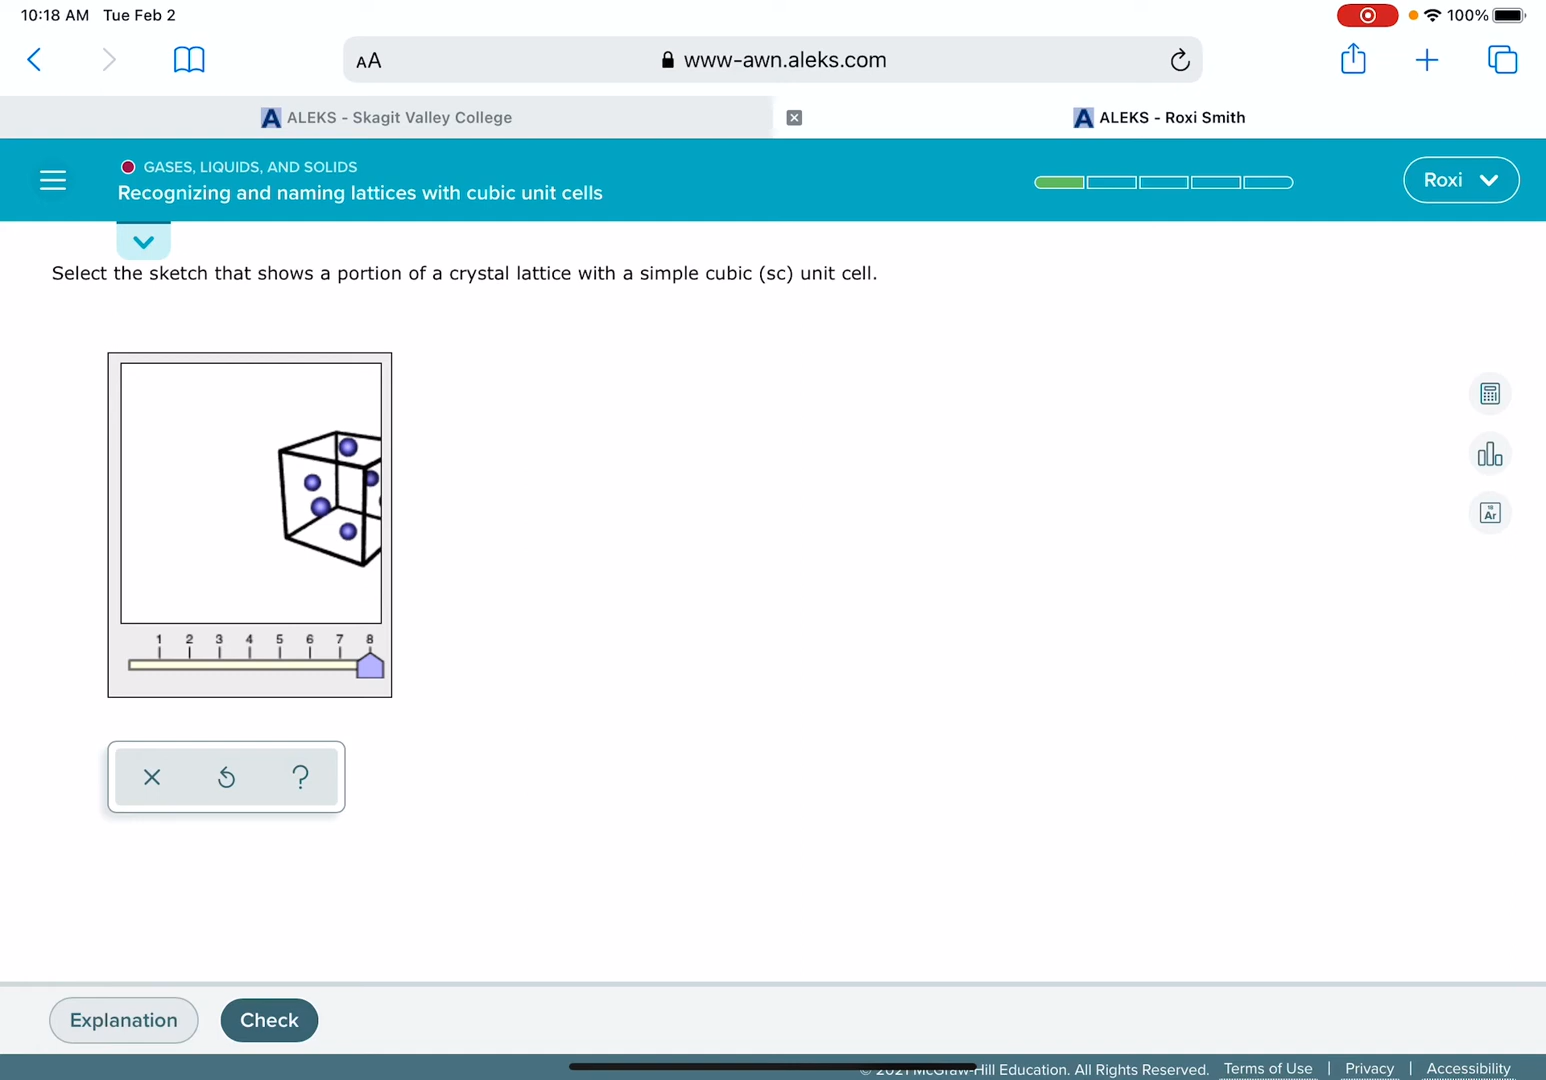 10:18 AM Tue Feb 2
100%
AA
www-awn.aleks.com
A ALEKS - Skagit Valley College
A ALEKS - Roxi Smith
GASES, LIQUIDS, AND SOLIDS
Recognizing and naming lattices with cubic unit cells
Roxi
Select the sketch that shows a portion of a crystal lattice with a simple cubic (sc) unit cell.
1 2 3 4 5 6 7 8
18
Ar
?
Explanation
Check
© 2021 McGraw-Hill Education. All Rights Reserved. Terms of Use | Privacy | Accessibility